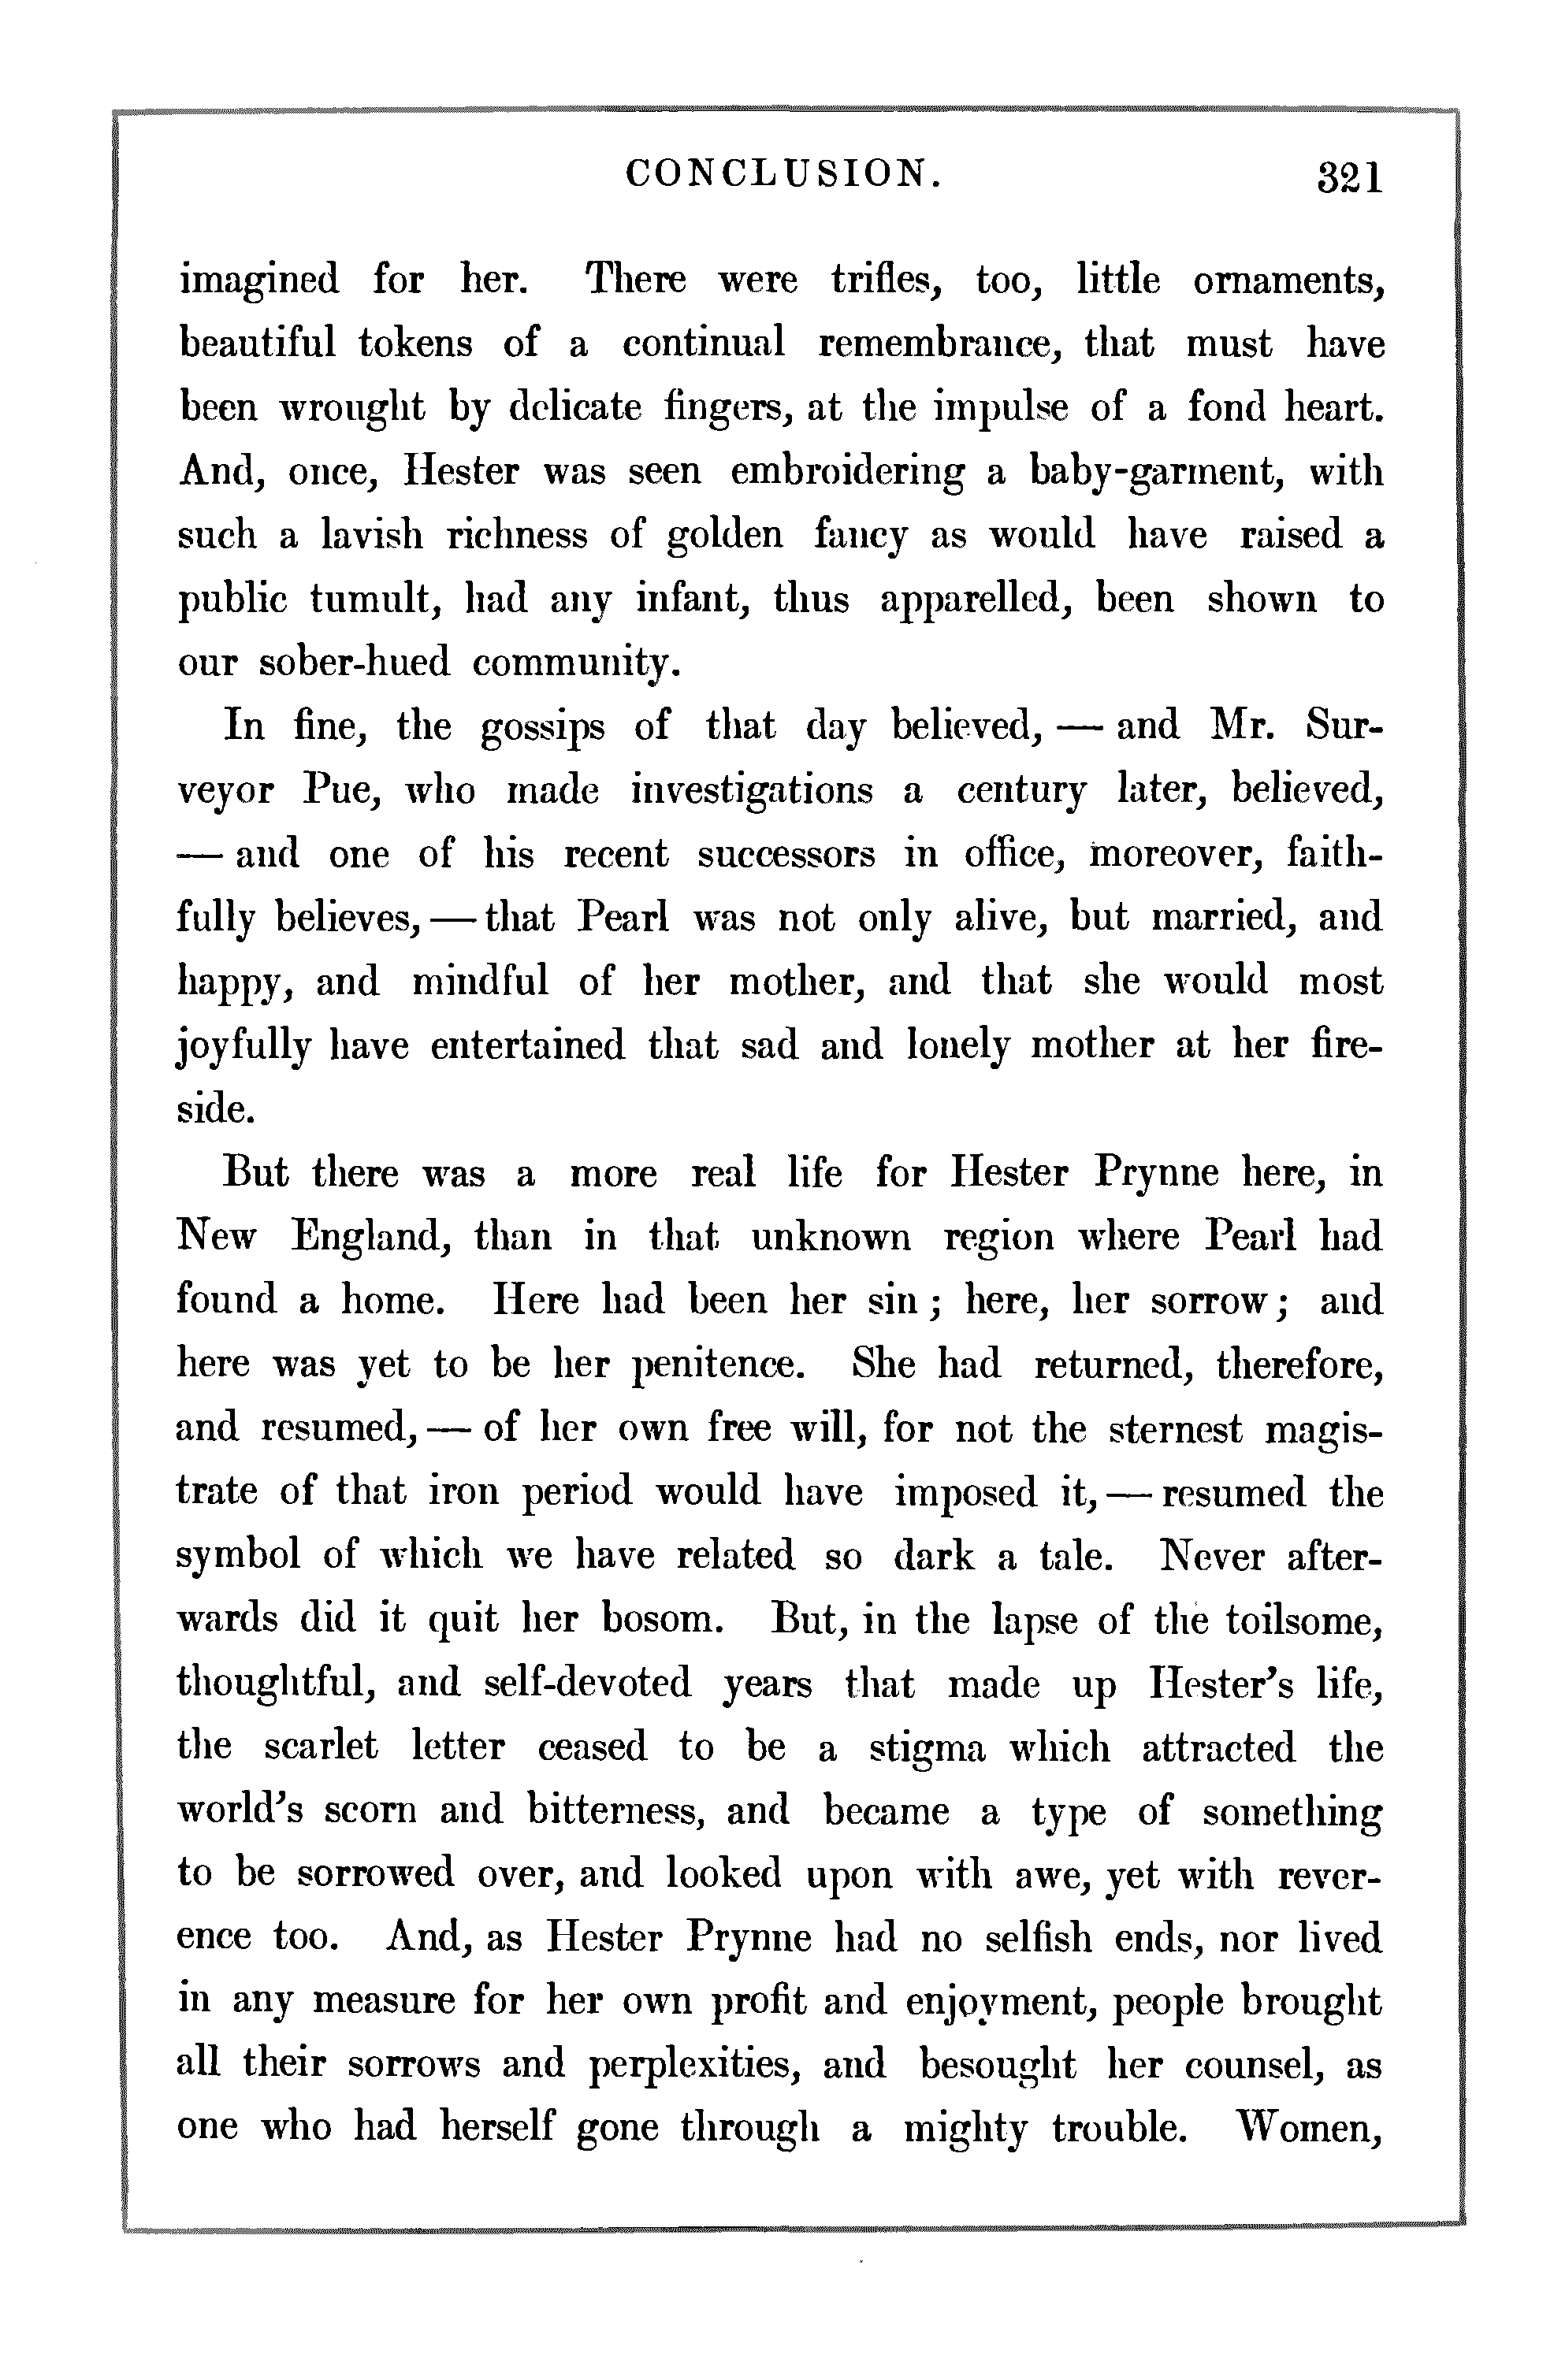 CONCLUSION. 321
imagined for her. There were trifles, too, little ornaments,
beautiful tokens of a continual remembrance, that must have
been wrought by delicate fingers, at the impulse of a fond heart.
And, once, Hester was seen embroidering a baby-garment, with
such a lavish richness of golden fancy as would have raised a
public tumult, had any infant, thus apparelled, been shown to
our sober-hued community.
In fine, the gossips of that day believed, — and Mr. Sur-
veyor Pue, who made investigations a century later, believed,
— and one of his recent successors in office, moreover, faith-
fully believes, — that Pearl was not only alive, but married, and
happy, and mindful of her mother, and that she would most
joyfully have entertained that sad and lonely mother at her fire-
side.
But there was a more real life for Hester Prynne here, in
New England, than in that unknown region where Pearl had
found a home. Here had been her sin; here, her sorrow; and
here was yet to be her penitence. She had returned, therefore,
and resumed, — of her own free will, for not the sternest magis-
trate of that iron period would have imposed it, — resumed the
symbol of which we have related so dark a tale. Never after-
wards did it quit her bosom. But, in the lapse of the toilsome,
thoughtful, and self-devoted years that made up Hester's life,
the scarlet letter ceased to be a stigma which attracted the
world's scorn and bitterness, and became a type of something
to be sorrowed over, and looked upon with awe, yet with rever-
ence too. And, as Hester Prynne had no selfish ends, nor lived
in any measure for her own profit and enjoyment, people brought
all their sorrows and perplexities, and besought her counsel, as
one who had herself gone through a mighty trouble. Women,